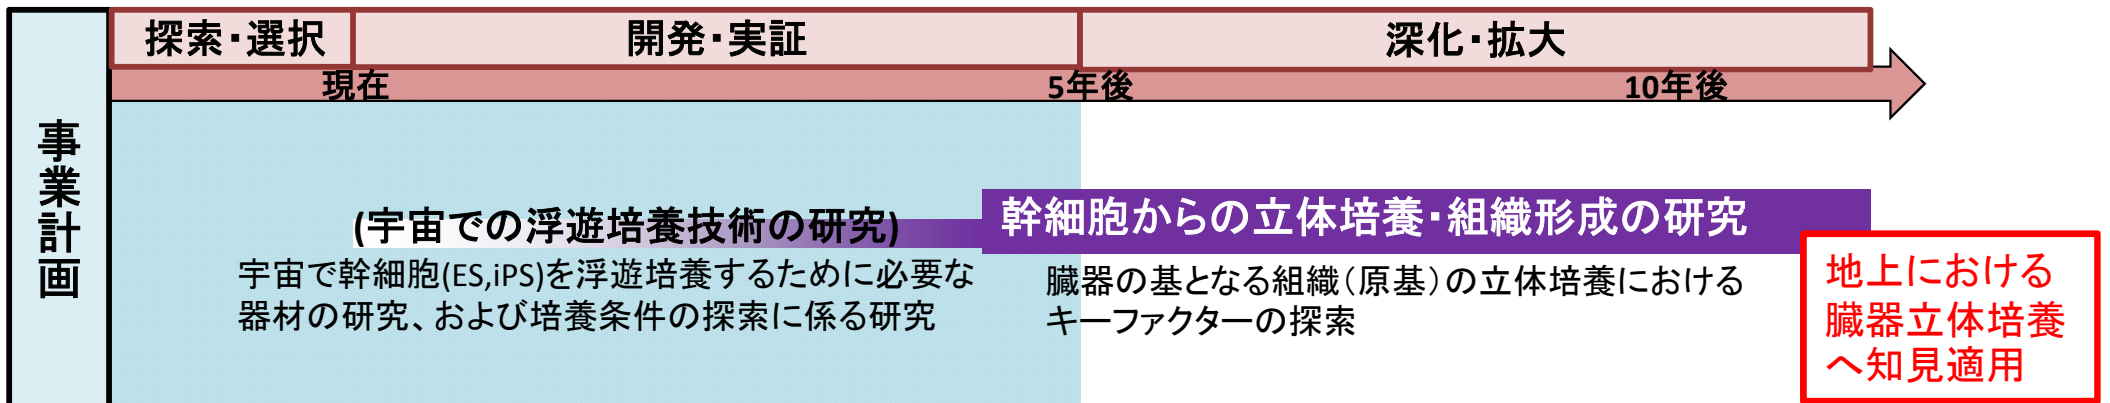 事業計画
探索・選択
開発・実証
深化・拡大
現在
5年後
10年後
(宇宙での浮遊培養技術の研究)
宇宙で幹細胞(ES,iPS)を浮遊培養するために必要な
器材の研究、および培養条件の探索に係る研究
幹細胞からの立体培養・組織形成の研究
臓器の基となる組織(原基)の立体培養における
キーファクターの探索
地上における
臓器立体培養
へ知見適用